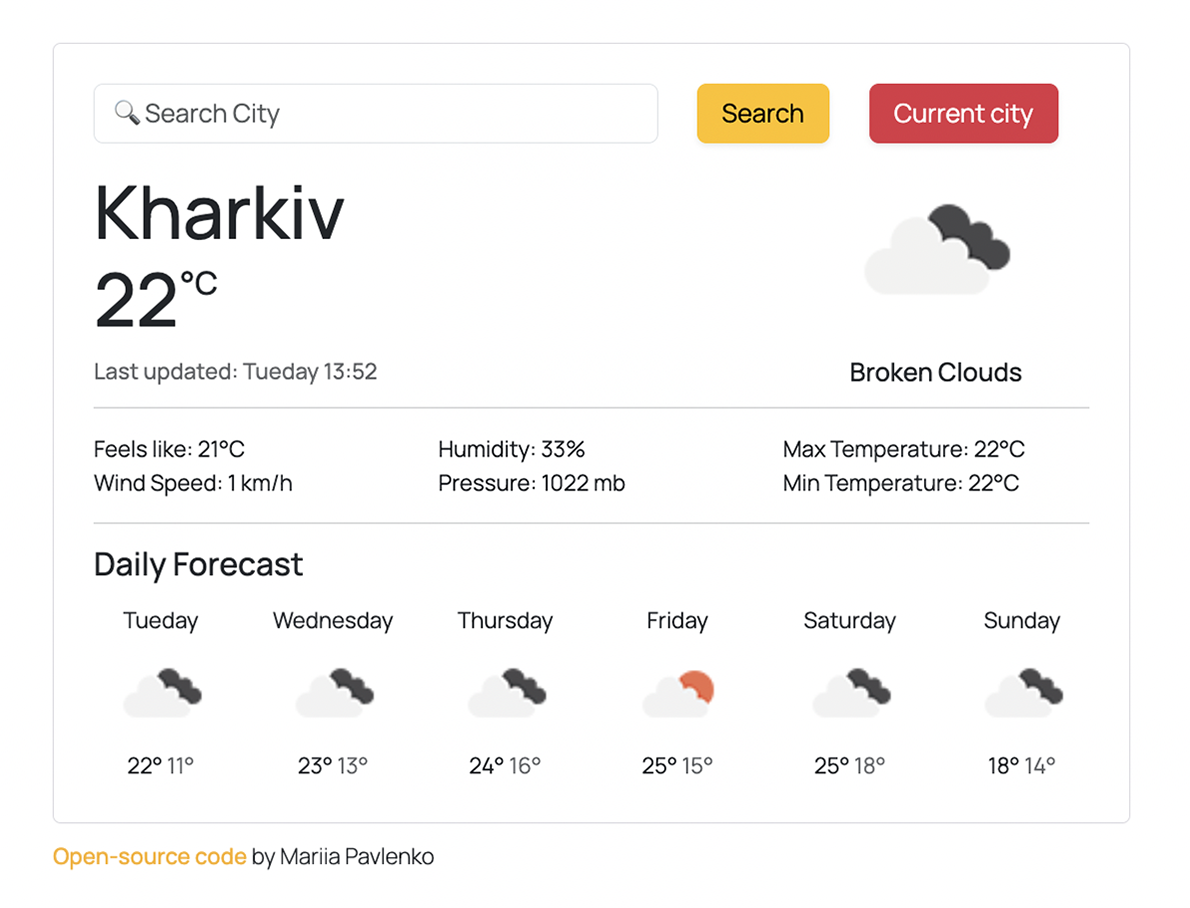 Search City
Search
Current city
Kharkiv
22°C
Last updated: Tueday 13:52
Broken Clouds
Feels like: 21°C
Humidity: 33%
Max Temperature: 22°C
Wind Speed: 1 km/h
Pressure: 1022 mb
Min Temperature: 22°C
Daily Forecast
Tueday Wednesday Thursday Friday Saturday Sunday
22° 11° 23° 13° 24° 16° 25° 15° 25° 18° 18° 14°
Open-source code by Mariia Pavlenko